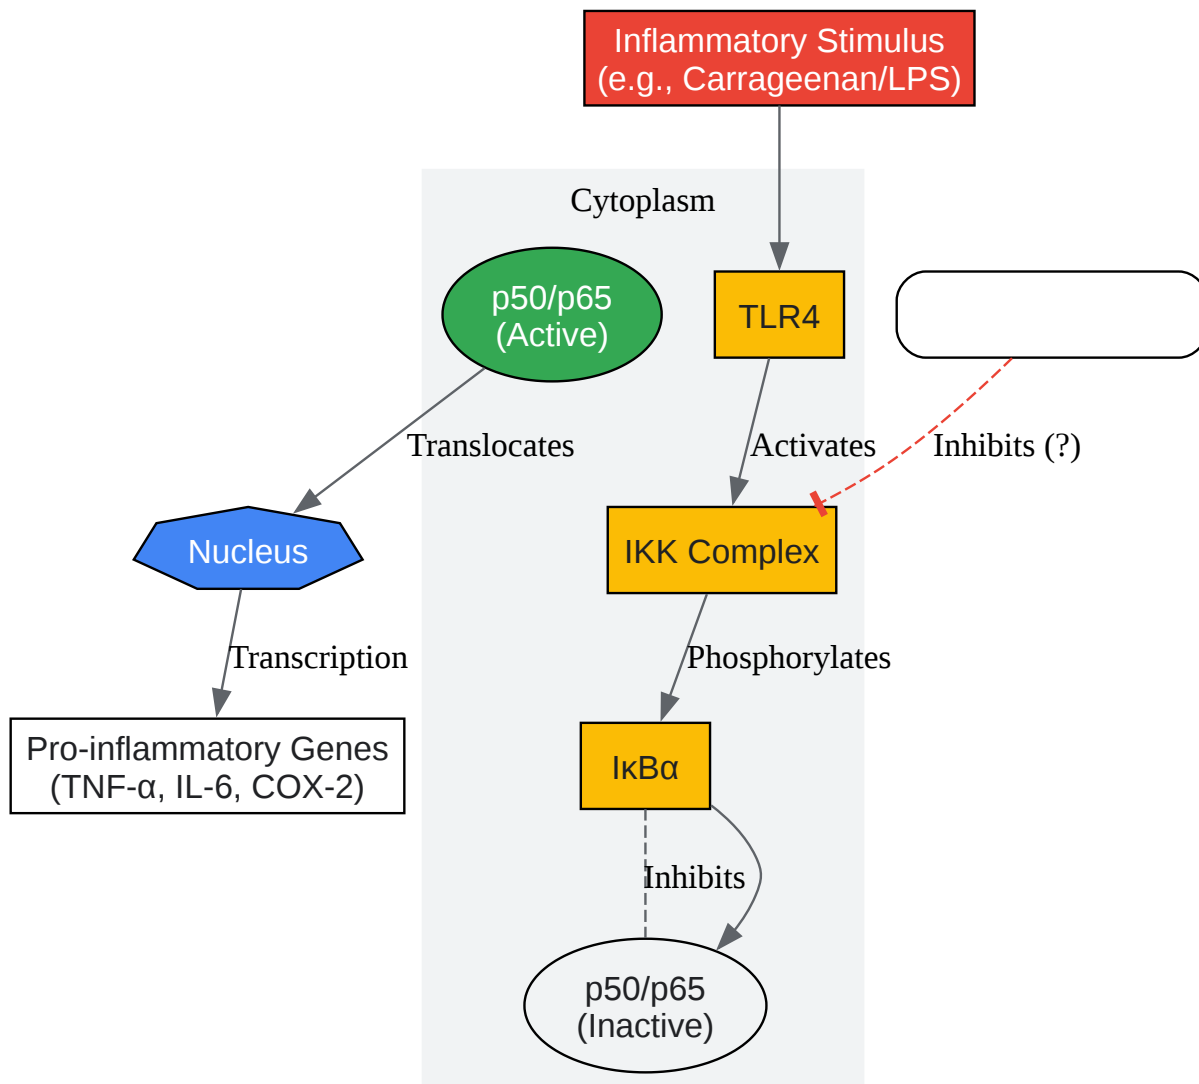 Inflammatory Stimulus
(e.g., Carrageenan/LPS)
Cytoplasm
p50/p65
(Active)
TLR4
Translocates
Activates
Inhibits (?)
Nucleus
IKK Complex
Transcription
Phosphorylates
Pro-inflammatory Genes
(TNF-α, IL-6, COX-2)
IκBα
Inhibits
p50/p65
(Inactive)